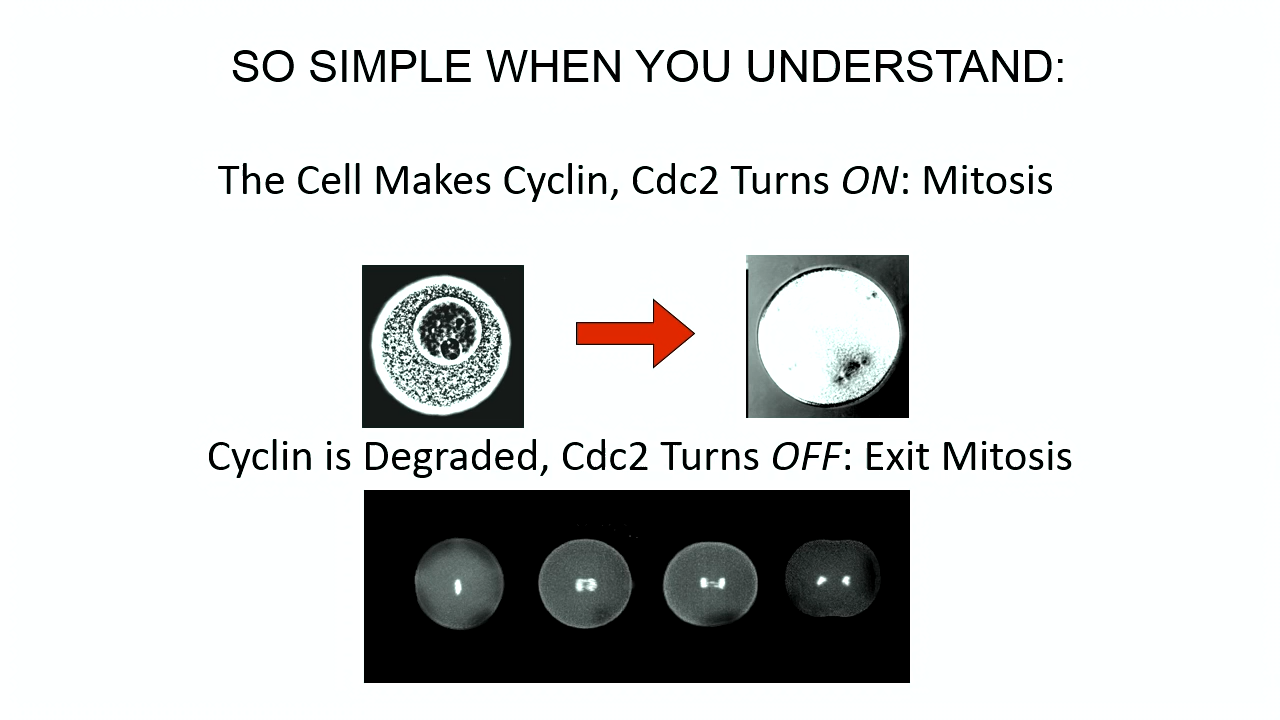 SO SIMPLE WHEN YOU UNDERSTAND:
The Cell Makes Cyclin, Cdc2 Turns ON: Mitosis
Cyclin is Degraded, Cdc2 Turns OFF: Exit Mitosis